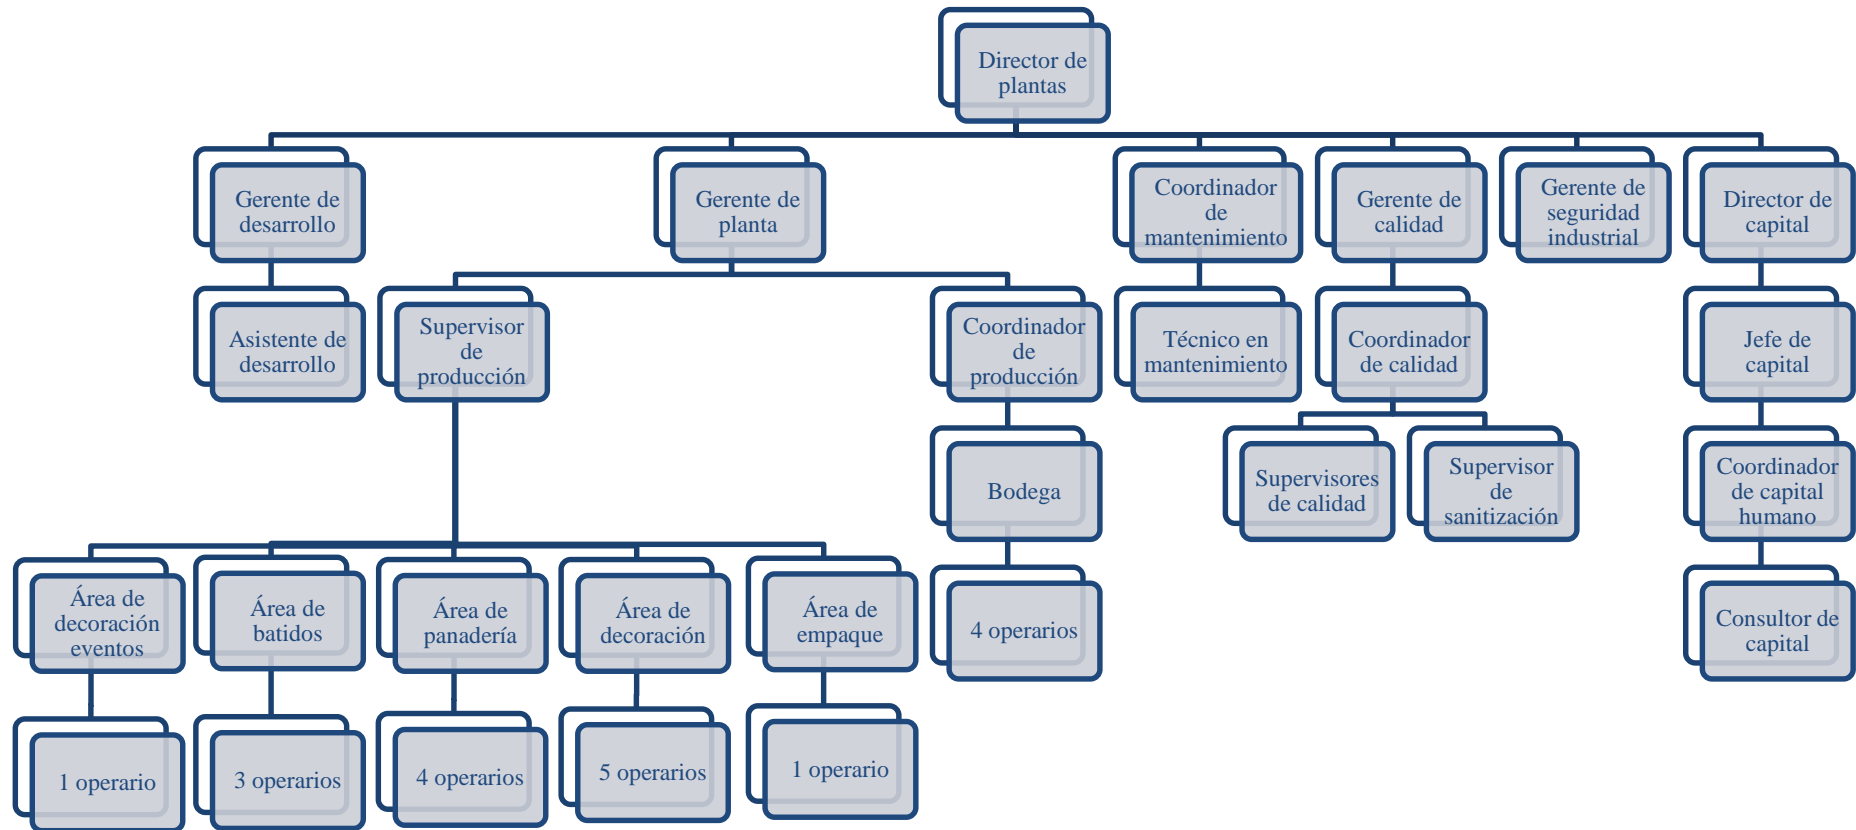 Director de
plantas
Gerente de
desarrollo
Gerente de
planta
Coordinador
de
mantenimiento
Gerente de
calidad
Gerente de
seguridad
industrial
Director de
capital
Asistente de
desarrollo
Supervisor
de
producción
Coordinador
de
producción
Técnico en
mantenimiento
Coordinador
de calidad
Jefe de
capital
Bodega
Supervisores
de calidad
Supervisor
de
sanitización
Coordinador
de capital
humano
Área de
decoración
eventos
Área de
batidos
Área de
panadería
Área de
decoración
Área de
empaque
4 operarios
Consultor de
capital
1 operario
3 operarios
4 operarios
5 operarios
1 operario